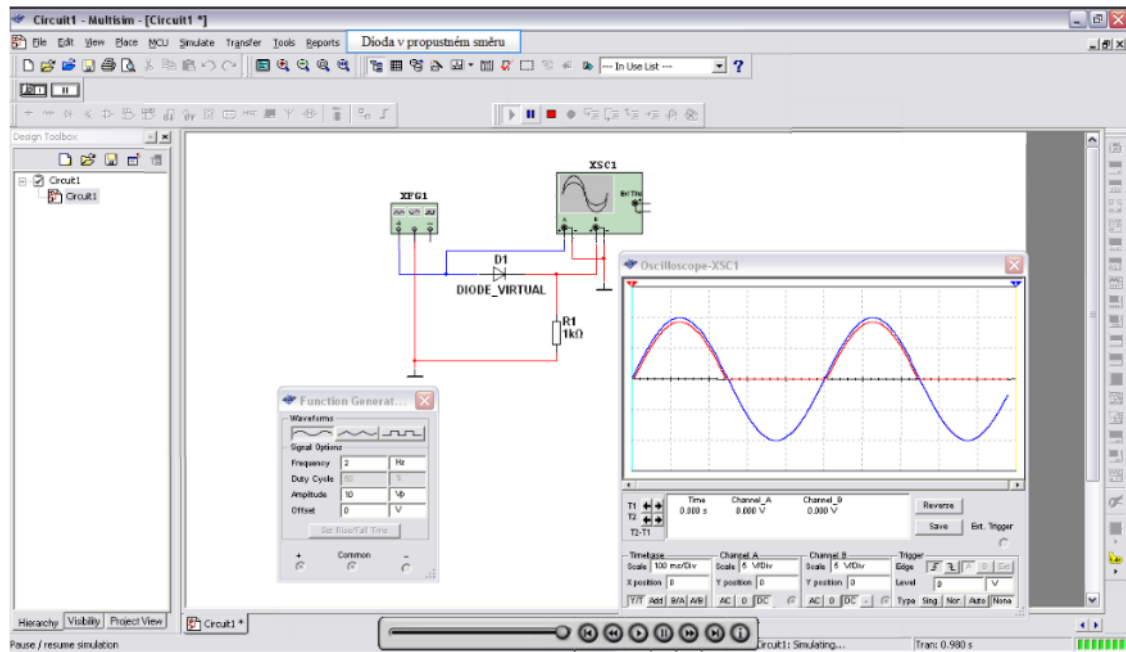 Circuit1 - Multisim - [Circuit1 *]
File Edit View Place MCU Simulate Transfer Tools Reports
Dioda v propustném směru
--- In Use List ---
Design Toolbox
Circuit1
Circuit1
XSC1
Ext Trig
A B
XFG1
D1
DIODE_VIRTUAL
R1
1kΩ
Oscilloscope-XSC1
Function Generat...
Waveforms
Signal Options
Frequency 2 Hz
Duty Cycle 50 %
Amplitude 10 Vp
Offset 0 V
Set Rise/Fall Time
+ Common -
Time Channel_A Channel_B
T1 0.000 s 0.000 V 0.000 V
T2
T2-T1
Reverse
Save
Ext. Trigger
Timebase Channel A Channel B Trigger
Scale 100 ms/Div Scale 5 V/Div Scale 5 V/Div Edge A B Ext
X position 0 Y position 0 Y position 0 Level 0 V
Y/T Add B/A A/B AC 0 DC AC 0 DC - Type Sing. Nor. Auto None
Hierarchy Visibility Project View
Circuit1 *
Pause / resume simulation
Circuit1: Simulating...
Tran: 0.980 s